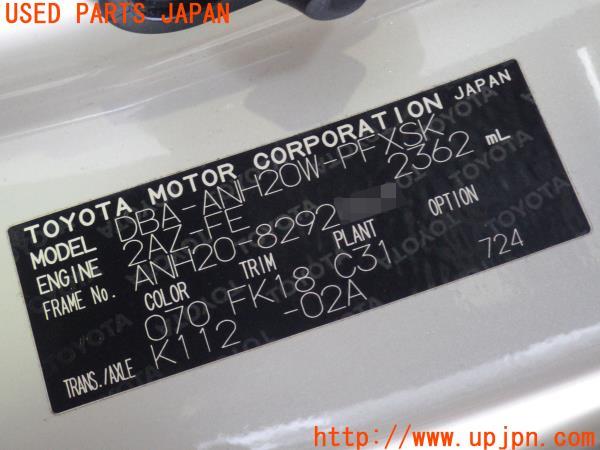 USED PARTS JAPAN
TOYOTA MOTOR CORPORATION JAPAN
MODEL DBA-ANH20W-PFXSK
ENGINE 2AZ-FE 2362 mL
FRAME No. ANH20-8292
COLOR TRIM PLANT OPTION
070 FK18 C31 724
TRANS./AXLE K112 -02A
UPJ http://www.upjpn.com